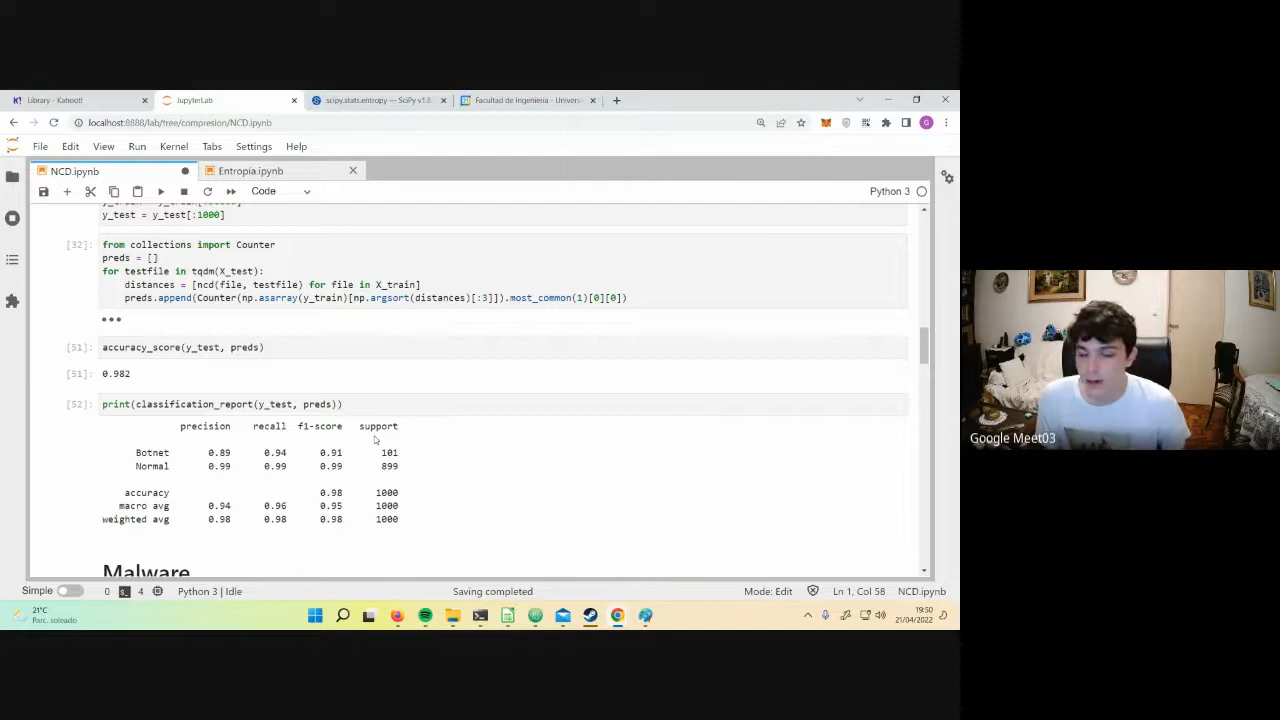 Library - Kahoot!
JupyterLab
scipy.stats.entropy — SciPy v1.8
Facultad de Ingenieria - Universi
localhost:8888/lab/tree/compresion/NCD.ipynb
G
File Edit View Run Kernel Tabs Settings Help
NCD.ipynb
Entropía.ipynb
Code
Python 3
y_test = y_test[:1000]
[32]:
from collections import Counter
preds = []
for testfile in tqdm(X_test):
distances = [ncd(file, testfile) for file in X_train]
preds.append(Counter(np.asarray(y_train)[np.argsort(distances)[:3]]).most_common(1)[0][0])
•••
[51]: accuracy_score(y_test, preds)
[51]: 0.982
[52]: print(classification_report(y_test, preds))
precision recall f1-score support
Botnet 0.89 0.94 0.91 101
Normal 0.99 0.99 0.99 899
accuracy 0.98 1000
macro avg 0.94 0.96 0.95 1000
weighted avg 0.98 0.98 0.98 1000
Malware
Simple 0 4 Python 3 | Idle Saving completed Mode: Edit Ln 1, Col 58 NCD.ipynb
21°C
Parc. soleado
19:50
21/04/2022
Google Meet03